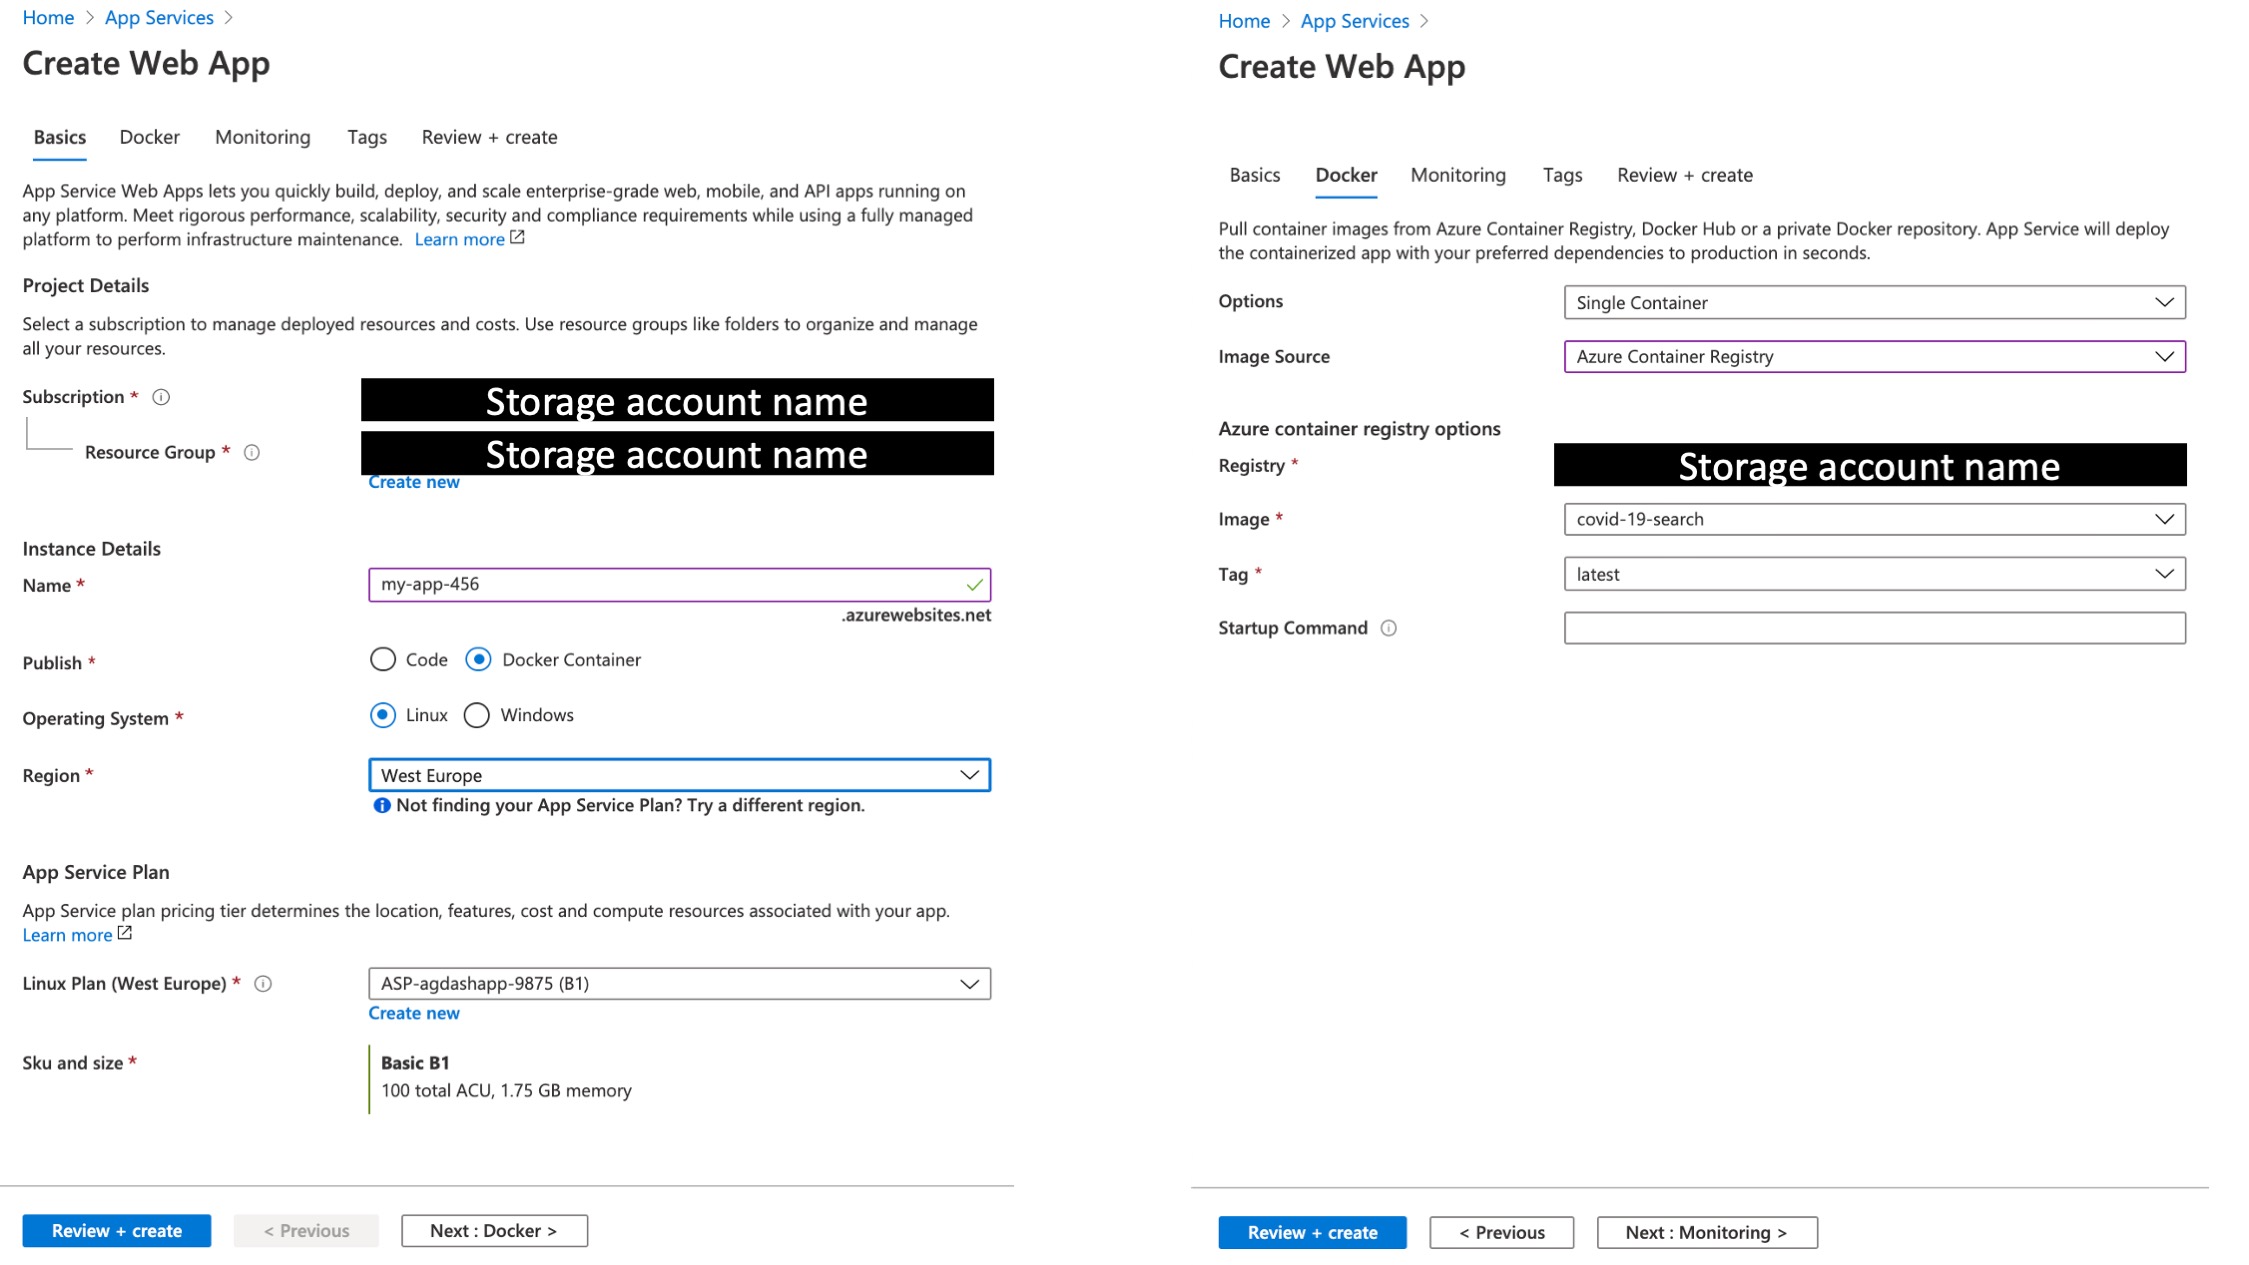 Home > App Services >
Create Web App
Basics Docker Monitoring Tags Review + create
App Service Web Apps lets you quickly build, deploy, and scale enterprise-grade web, mobile, and API apps running on
any platform. Meet rigorous performance, scalability, security and compliance requirements while using a fully managed
platform to perform infrastructure maintenance. Learn more
Project Details
Select a subscription to manage deployed resources and costs. Use resource groups like folders to organize and manage
all your resources.
Subscription * Storage account name
Resource Group * Storage account name
Create new
Instance Details
Name * my-app-456
.azurewebsites.net
Publish * Code Docker Container
Operating System * Linux Windows
Region * West Europe
Not finding your App Service Plan? Try a different region.
App Service Plan
App Service plan pricing tier determines the location, features, cost and compute resources associated with your app.
Learn more
Linux Plan (West Europe) * ASP-agdashapp-9875 (B1)
Create new
Sku and size * Basic B1
100 total ACU, 1.75 GB memory
Review + create < Previous Next : Docker >
Home > App Services >
Create Web App
Basics Docker Monitoring Tags Review + create
Pull container images from Azure Container Registry, Docker Hub or a private Docker repository. App Service will deploy
the containerized app with your preferred dependencies to production in seconds.
Options Single Container
Image Source Azure Container Registry
Azure container registry options
Registry * Storage account name
Image * covid-19-search
Tag * latest
Startup Command
Review + create < Previous Next : Monitoring >